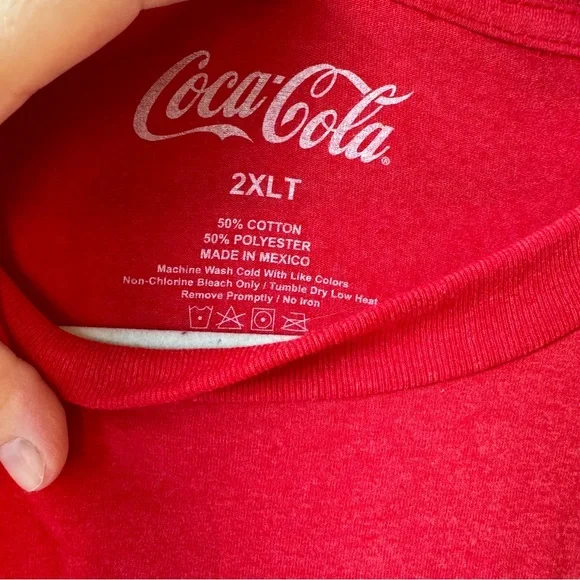 Coca-Cola®
2XLT
50% COTTON
50% POLYESTER
MADE IN MEXICO
Machine Wash Cold With Like Colors
Non-Chlorine Bleach Only / Tumble Dry Low Heat
Remove Promptly / No Iron